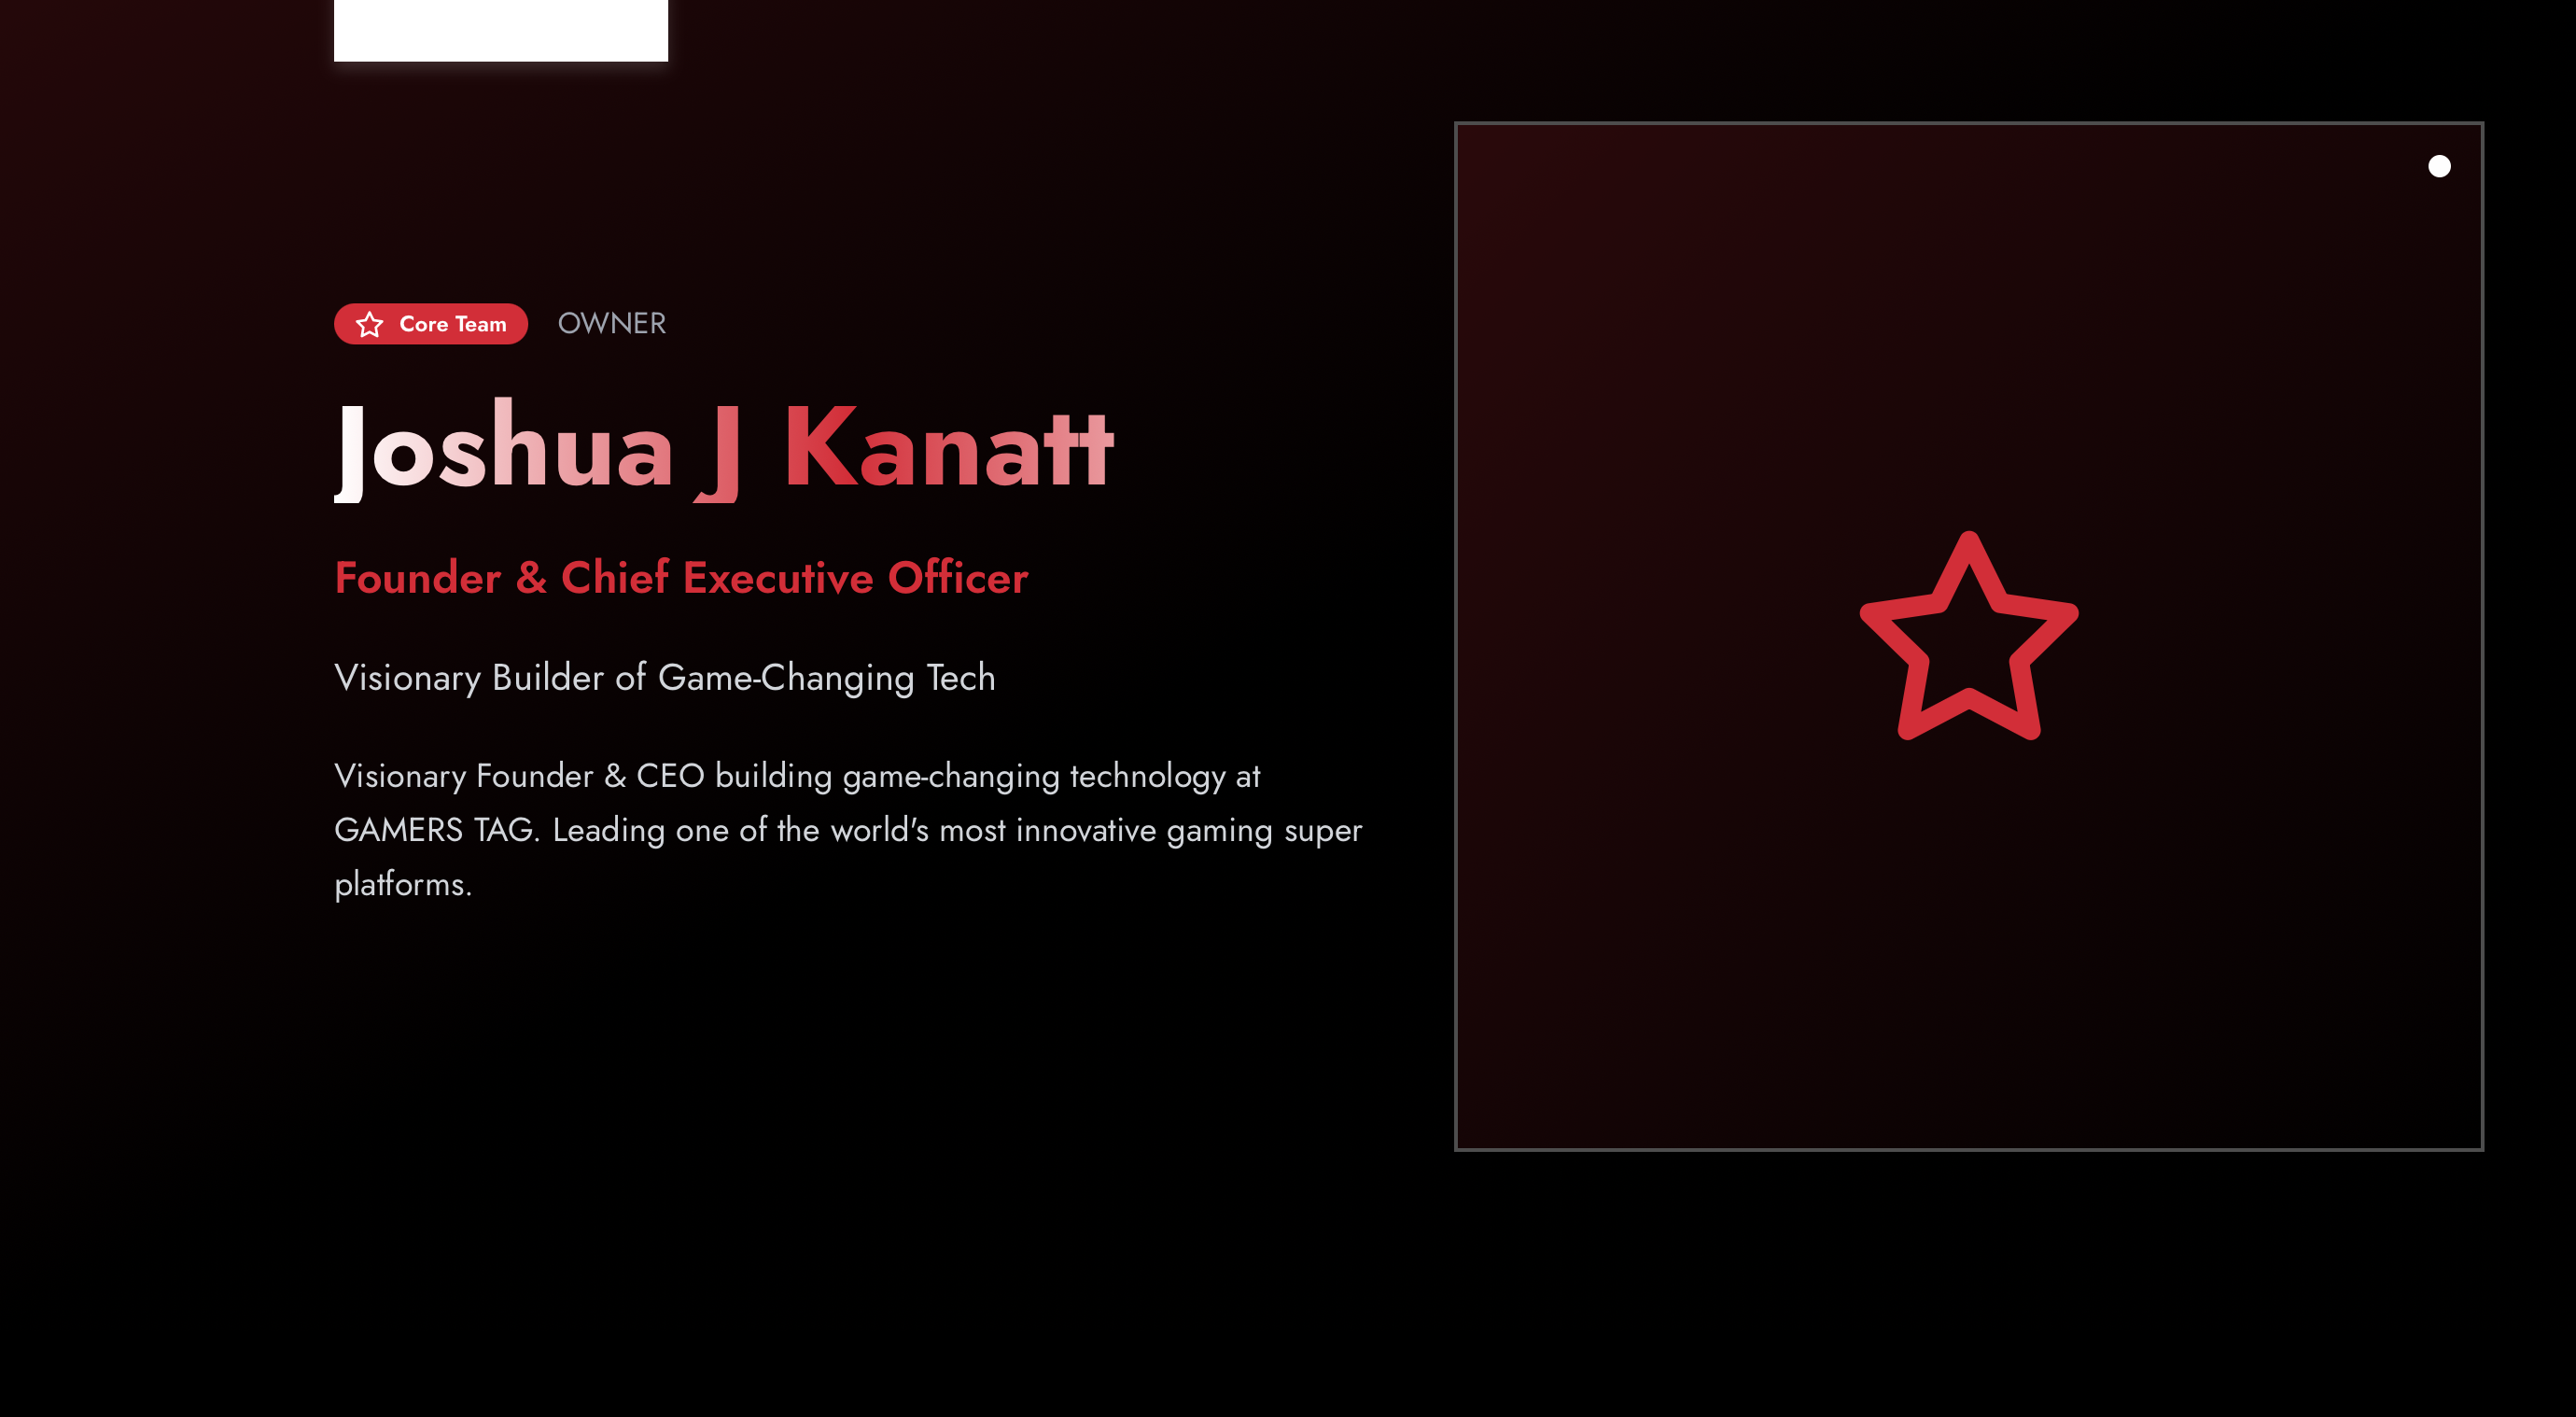 Core Team OWNER
Joshua J Kanatt
Founder & Chief Executive Officer
Visionary Builder of Game-Changing Tech
Visionary Founder & CEO building game-changing technology at
GAMERS TAG. Leading one of the world's most innovative gaming super
platforms.